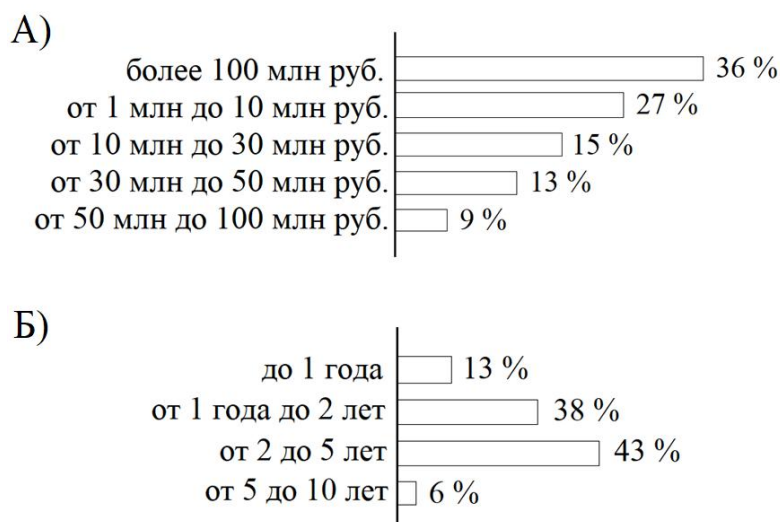 А)
более 100 млн руб. 36 %
от 1 млн до 10 млн руб. 27 %
от 10 млн до 30 млн руб. 15 %
от 30 млн до 50 млн руб. 13 %
от 50 млн до 100 млн руб. 9 %
Б)
до 1 года 13 %
от 1 года до 2 лет 38 %
от 2 до 5 лет 43 %
от 5 до 10 лет 6 %